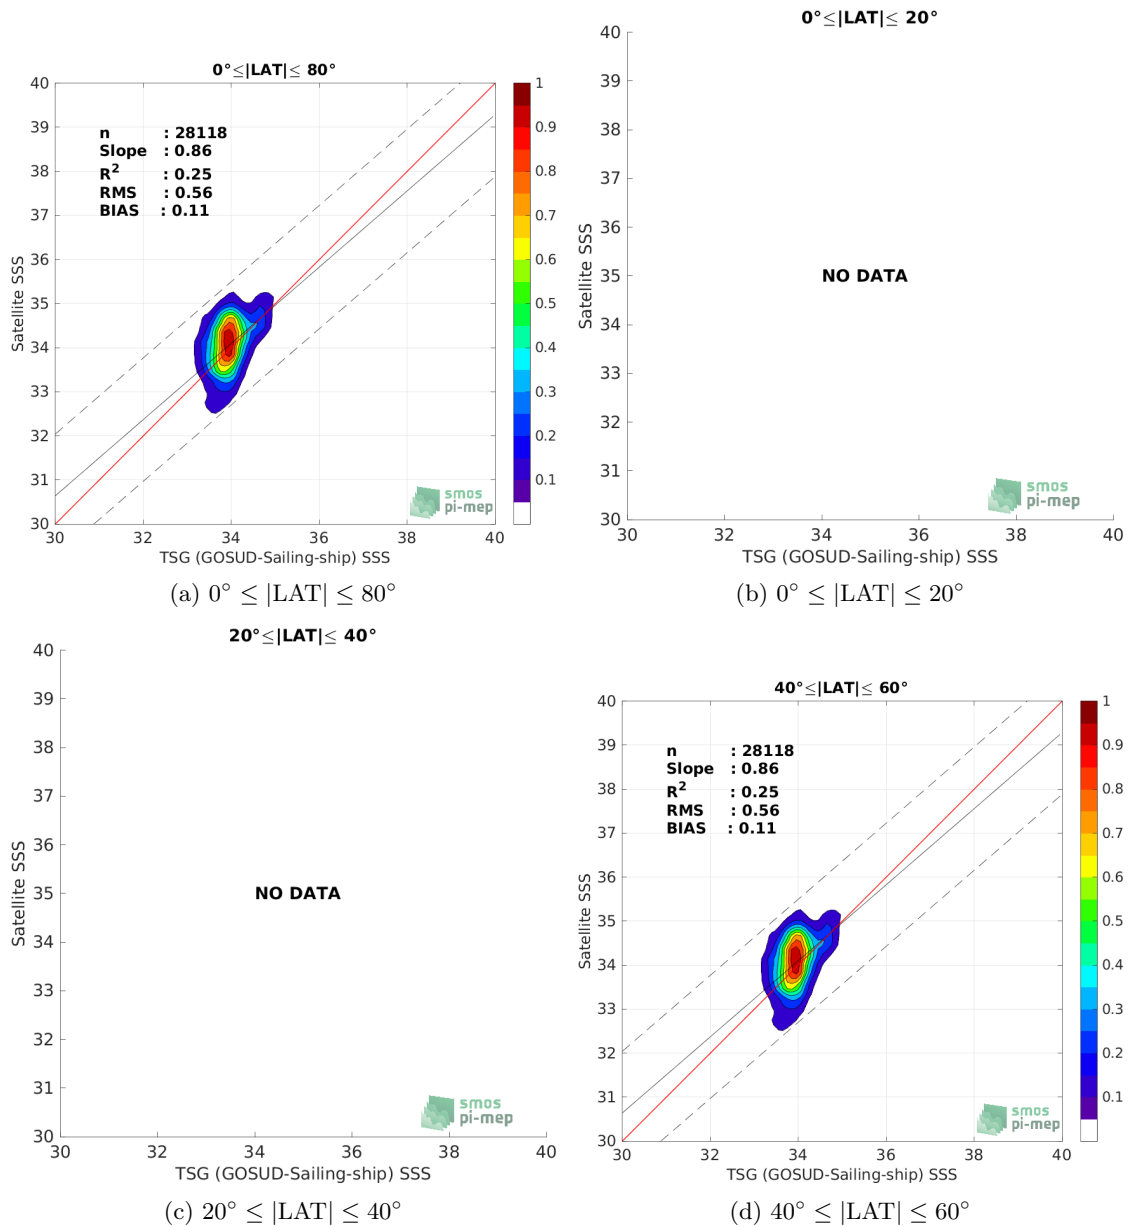 0°≤|LAT|≤ 80°
40
39
38
37
36
35
34
33
32
31
30
Satellite SSS
n : 28118
Slope : 0.86
R² : 0.25
RMS : 0.56
BIAS : 0.11
smos
pi-mep
30 32 34 36 38 40
TSG (GOSUD-Sailing-ship) SSS
1
0.9
0.8
0.7
0.6
0.5
0.4
0.3
0.2
0.1
(a) 0° ≤ |LAT| ≤ 80°
0°≤|LAT|≤ 20°
40
39
38
37
36
35
34
33
32
31
30
Satellite SSS
NO DATA
smos
pi-mep
30 32 34 36 38 40
TSG (GOSUD-Sailing-ship) SSS
(b) 0° ≤ |LAT| ≤ 20°
20°≤|LAT|≤ 40°
40
39
38
37
36
35
34
33
32
31
30
Satellite SSS
NO DATA
smos
pi-mep
30 32 34 36 38 40
TSG (GOSUD-Sailing-ship) SSS
(c) 20° ≤ |LAT| ≤ 40°
40°≤|LAT|≤ 60°
40
39
38
37
36
35
34
33
32
31
30
Satellite SSS
n : 28118
Slope : 0.86
R² : 0.25
RMS : 0.56
BIAS : 0.11
smos
pi-mep
30 32 34 36 38 40
TSG (GOSUD-Sailing-ship) SSS
1
0.9
0.8
0.7
0.6
0.5
0.4
0.3
0.2
0.1
(d) 40° ≤ |LAT| ≤ 60°